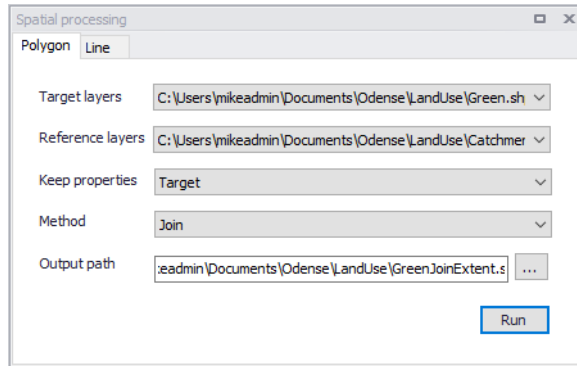 Spatial processing
Polygon Line
Target layers C:\Users\mikeadmin\Documents\Odense\LandUse\Green.sh
Reference layers C:\Users\mikeadmin\Documents\Odense\LandUse\Catchmer
Keep properties Target
Method Join
Output path :eadmin\Documents\Odense\LandUse\GreenJoinExtent.s ...
Run